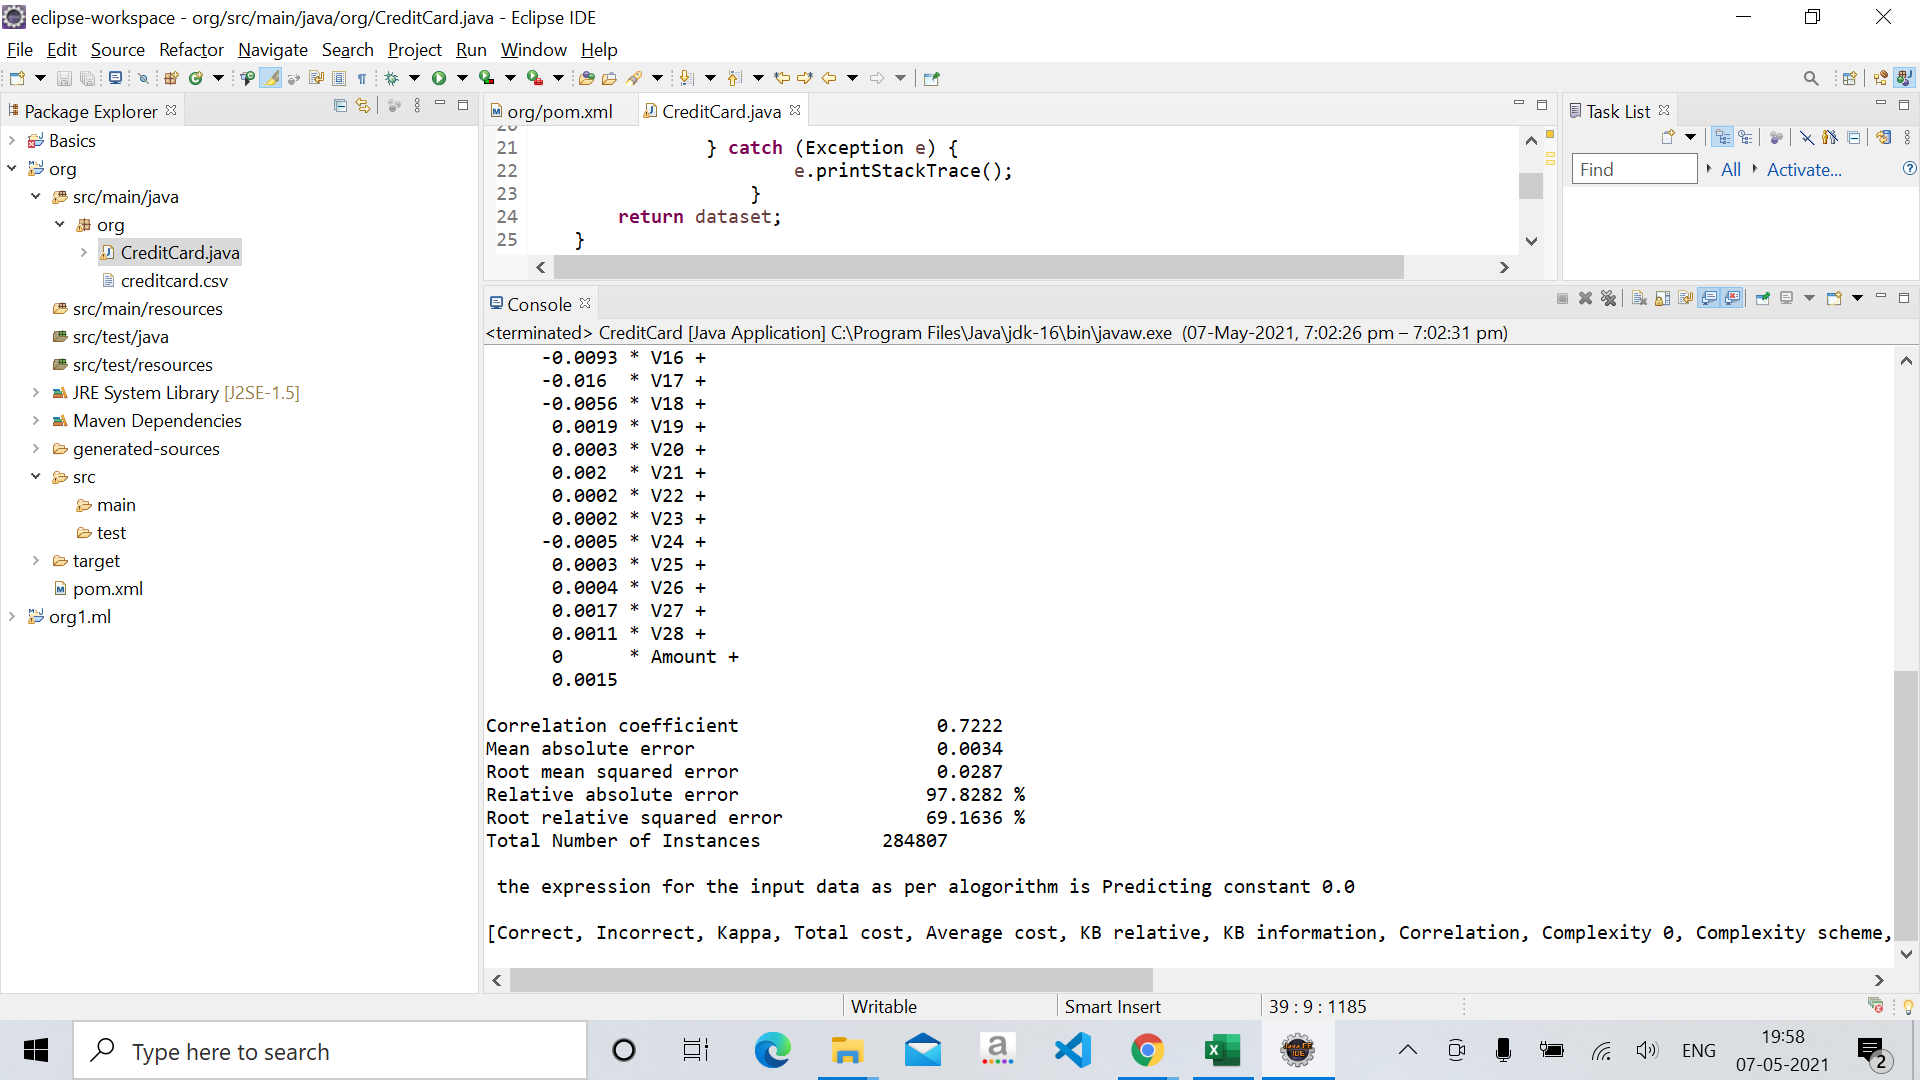 eclipse-workspace - org/src/main/java/org/CreditCard.java - Eclipse IDE
File Edit Source Refactor Navigate Search Project Run Window Help
Package Explorer
Basics
org
src/main/java
org
CreditCard.java
creditcard.csv
src/main/resources
src/test/java
src/test/resources
JRE System Library [J2SE-1.5]
Maven Dependencies
generated-sources
src
main
test
target
pom.xml
org1.ml
org/pom.xml
CreditCard.java
21 } catch (Exception e) {
22 e.printStackTrace();
23 }
24 return dataset;
25 }
Task List
Find All Activate...
Console
<terminated> CreditCard [Java Application] C:\Program Files\Java\jdk-16\bin\javaw.exe (07-May-2021, 7:02:26 pm – 7:02:31 pm)
-0.0093 * V16 +
-0.016 * V17 +
-0.0056 * V18 +
0.0019 * V19 +
0.0003 * V20 +
0.002 * V21 +
0.0002 * V22 +
0.0002 * V23 +
-0.0005 * V24 +
0.0003 * V25 +
0.0004 * V26 +
0.0017 * V27 +
0.0011 * V28 +
0 * Amount +
0.0015
Correlation coefficient 0.7222
Mean absolute error 0.0034
Root mean squared error 0.0287
Relative absolute error 97.8282 %
Root relative squared error 69.1636 %
Total Number of Instances 284807
the expression for the input data as per alogorithm is Predicting constant 0.0
[Correct, Incorrect, Kappa, Total cost, Average cost, KB relative, KB information, Correlation, Complexity 0, Complexity scheme,
Writable Smart Insert 39 : 9 : 1185
Type here to search
ENG
19:58
07-05-2021
2